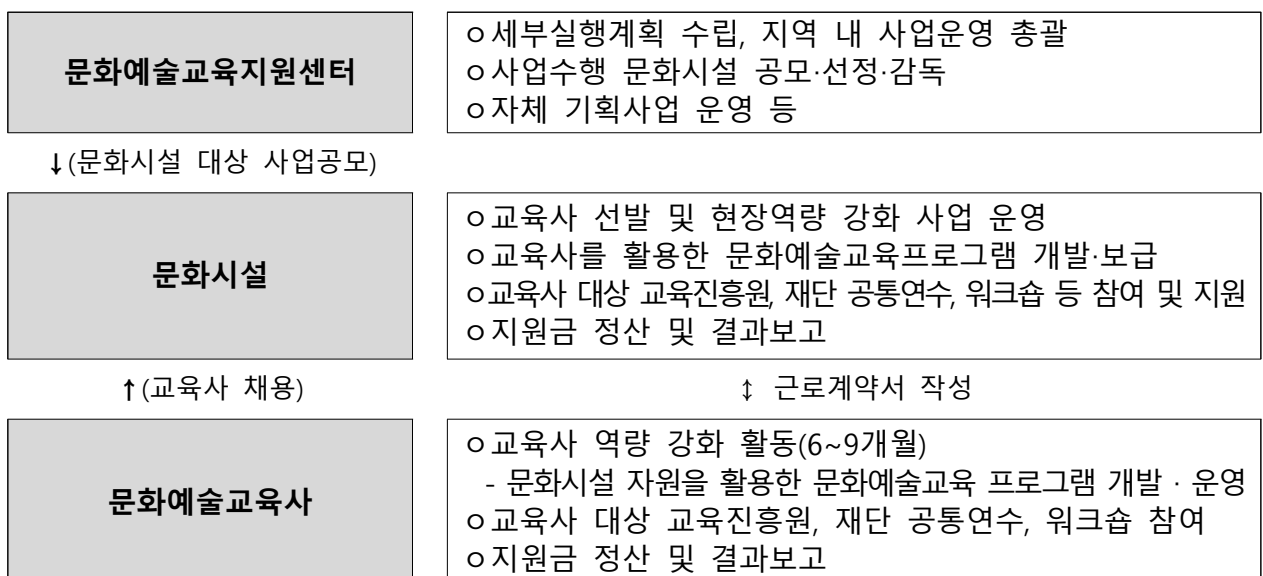 문화예술교육지원센터
ㅇ세부실행계획 수립, 지역 내 사업운영 총괄
ㅇ사업수행 문화시설 공모·선정·감독
ㅇ자체 기획사업 운영 등
↓(문화시설 대상 사업공모)
문화시설
ㅇ교육사 선발 및 현장역량 강화 사업 운영
ㅇ교육사를 활용한 문화예술교육프로그램 개발·보급
ㅇ교육사 대상 교육진흥원, 재단 공통연수, 워크숍 등 참여 및 지원
ㅇ지원금 정산 및 결과보고
↑(교육사 채용)
↕ 근로계약서 작성
문화예술교육사
ㅇ교육사 역량 강화 활동(6~9개월)
- 문화시설 자원을 활용한 문화예술교육 프로그램 개발 · 운영
ㅇ교육사 대상 교육진흥원, 재단 공통연수, 워크숍 참여
ㅇ지원금 정산 및 결과보고